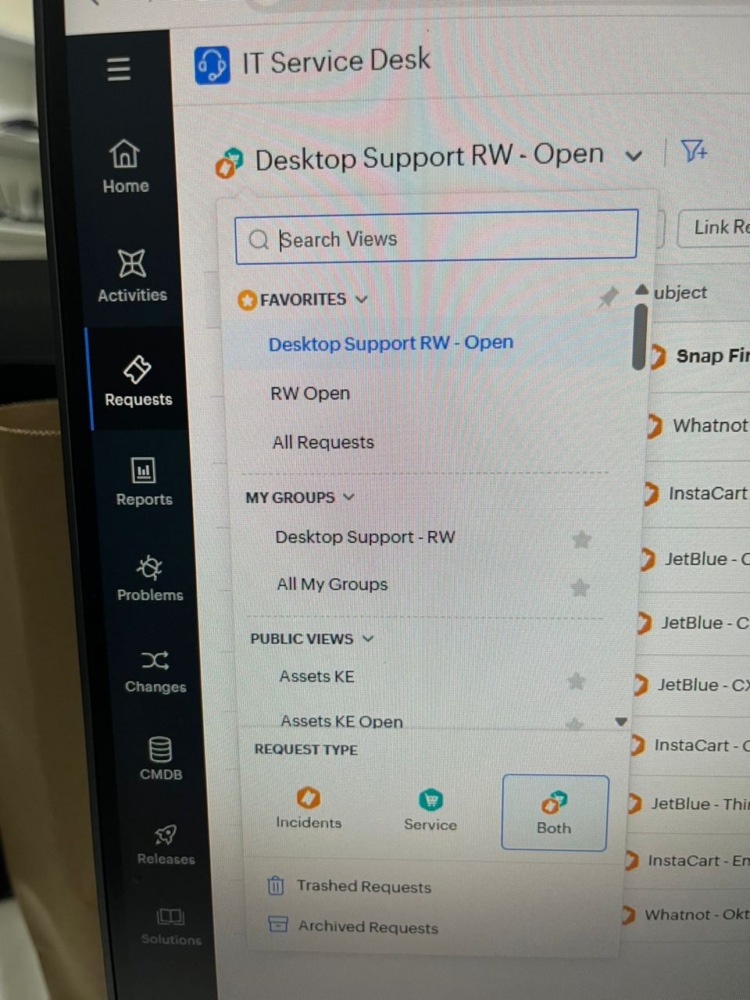 IT Service Desk
Desktop Support RW - Open
Search Views
Link Re
FAVORITES
ubject
Desktop Support RW - Open
RW Open
All Requests
MY GROUPS
Desktop Support - RW
All My Groups
PUBLIC VIEWS
Assets KE
Assets KE Open
REQUEST TYPE
Incidents
Service
Both
Trashed Requests
Archived Requests
Home
Activities
Requests
Reports
Problems
Changes
CMDB
Releases
Solutions
Snap Fir
Whatnot
InstaCart
JetBlue - C
JetBlue - C
JetBlue - CX
InstaCart - C
JetBlue - Thi
InstaCart - En
Whatnot - Okt